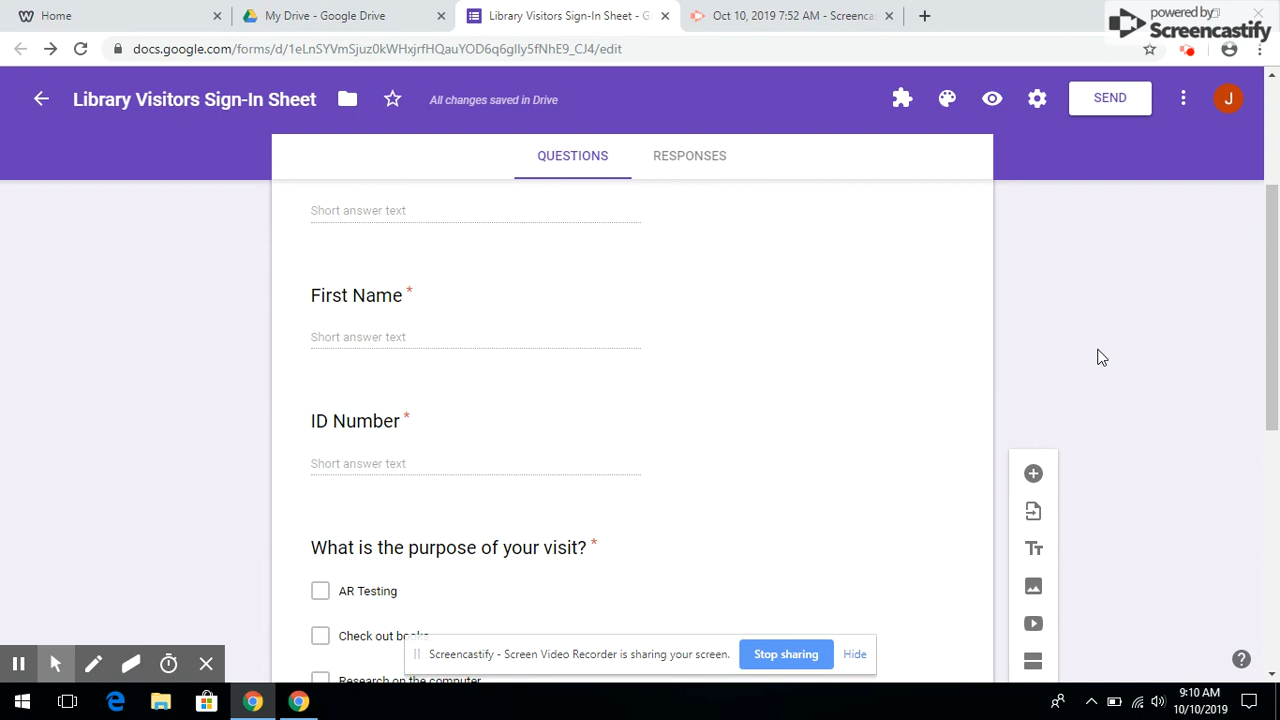 Home
My Drive - Google Drive
Library Visitors Sign-In Sheet - G
Oct 10, 2019 7:52 AM - Screencas
powered by
Screencastify
docs.google.com/forms/d/1eLnSYVmSjuz0kWHxjrfHQauYOD6q6gIIy5fNhE9_CJ4/edit
Library Visitors Sign-In Sheet
All changes saved in Drive
SEND
J
QUESTIONS
RESPONSES
Short answer text
First Name *
Short answer text
ID Number *
Short answer text
What is the purpose of your visit? *
AR Testing
Check out books
Research on the computer
Screencastify - Screen Video Recorder is sharing your screen.
Stop sharing
Hide
9:10 AM
10/10/2019